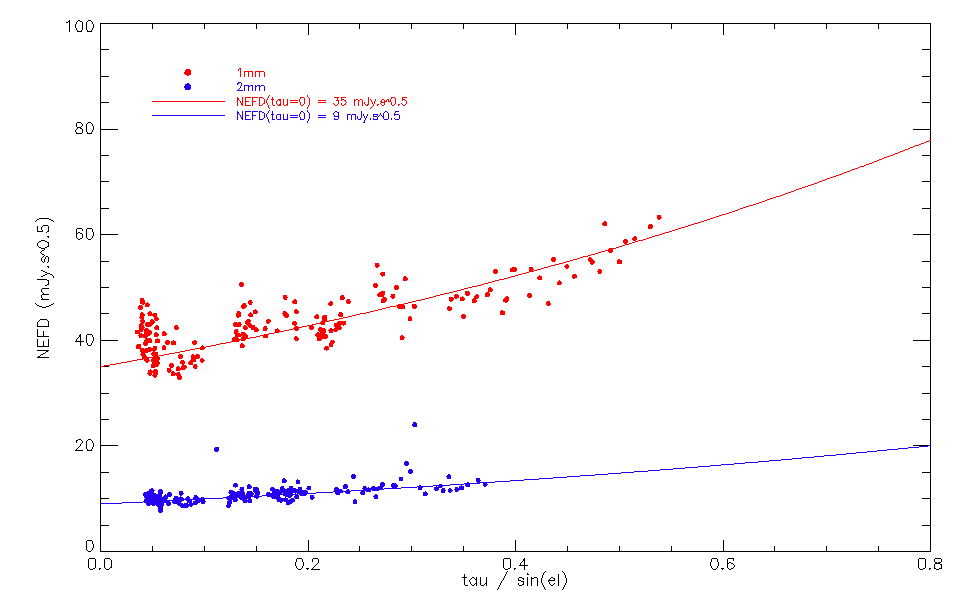 100
1mm
2mm
NEFD(tau=0) = 35 mJy.s^0.5
NEFD(tau=0) = 9 mJy.s^0.5
80
60
NEFD (mJy.s^0.5)
40
20
0
0.0 0.2 0.4 0.6 0.8
tau / sin(el)